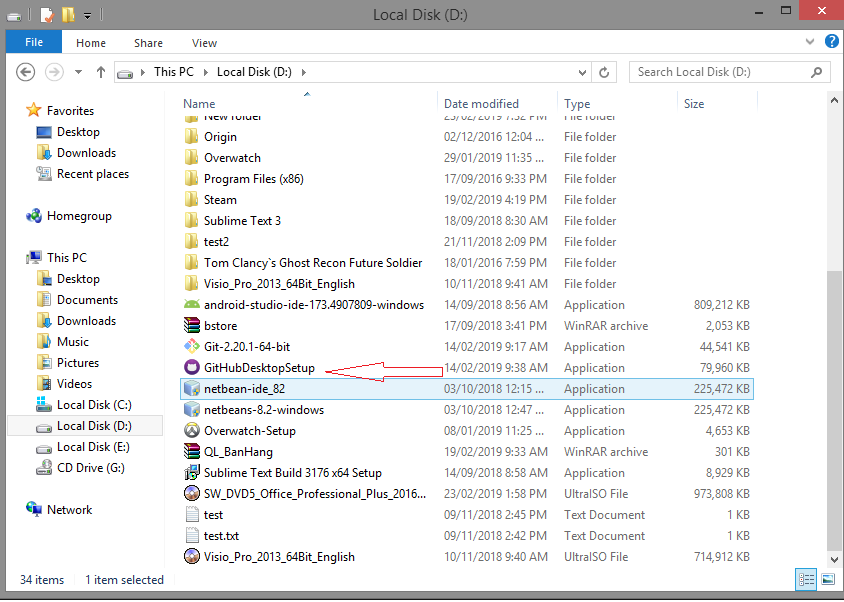 Local Disk (D:)
File Home Share View
This PC Local Disk (D:) Search Local Disk (D:)
Favorites
Desktop
Downloads
Recent places
Homegroup
This PC
Desktop
Documents
Downloads
Music
Pictures
Videos
Local Disk (C:)
Local Disk (D:)
Local Disk (E:)
CD Drive (G:)
Network
Name Date modified Type Size
New folder 23/02/2019 7:32 PM File folder
Origin 02/12/2016 12:04 ... File folder
Overwatch 29/01/2019 11:35 ... File folder
Program Files (x86) 17/09/2016 9:33 PM File folder
Steam 19/02/2019 4:19 PM File folder
Sublime Text 3 18/09/2018 8:30 AM File folder
test2 21/11/2018 2:09 PM File folder
Tom Clancy`s Ghost Recon Future Soldier 18/01/2016 7:59 PM File folder
Visio_Pro_2013_64Bit_English 10/11/2018 9:41 AM File folder
android-studio-ide-173.4907809-windows 14/09/2018 8:56 AM Application 809,212 KB
bstore 17/09/2018 3:41 PM WinRAR archive 2,053 KB
Git-2.20.1-64-bit 14/02/2019 9:17 AM Application 44,541 KB
GitHubDesktopSetup 14/02/2019 9:38 AM Application 79,960 KB
netbean-ide_82 03/10/2018 12:15 ... Application 225,472 KB
netbeans-8.2-windows 03/10/2018 12:47 ... Application 225,472 KB
Overwatch-Setup 08/01/2019 11:25 ... Application 4,653 KB
QL_BanHang 19/02/2019 9:33 AM WinRAR archive 301 KB
Sublime Text Build 3176 x64 Setup 14/09/2018 8:58 AM Application 8,929 KB
SW_DVD5_Office_Professional_Plus_2016... 23/02/2019 1:58 PM UltraISO File 973,808 KB
test 09/11/2018 2:45 PM Text Document 1 KB
test.txt 09/11/2018 2:42 PM Text Document 1 KB
Visio_Pro_2013_64Bit_English 10/11/2018 9:40 AM UltraISO File 714,912 KB
34 items 1 item selected